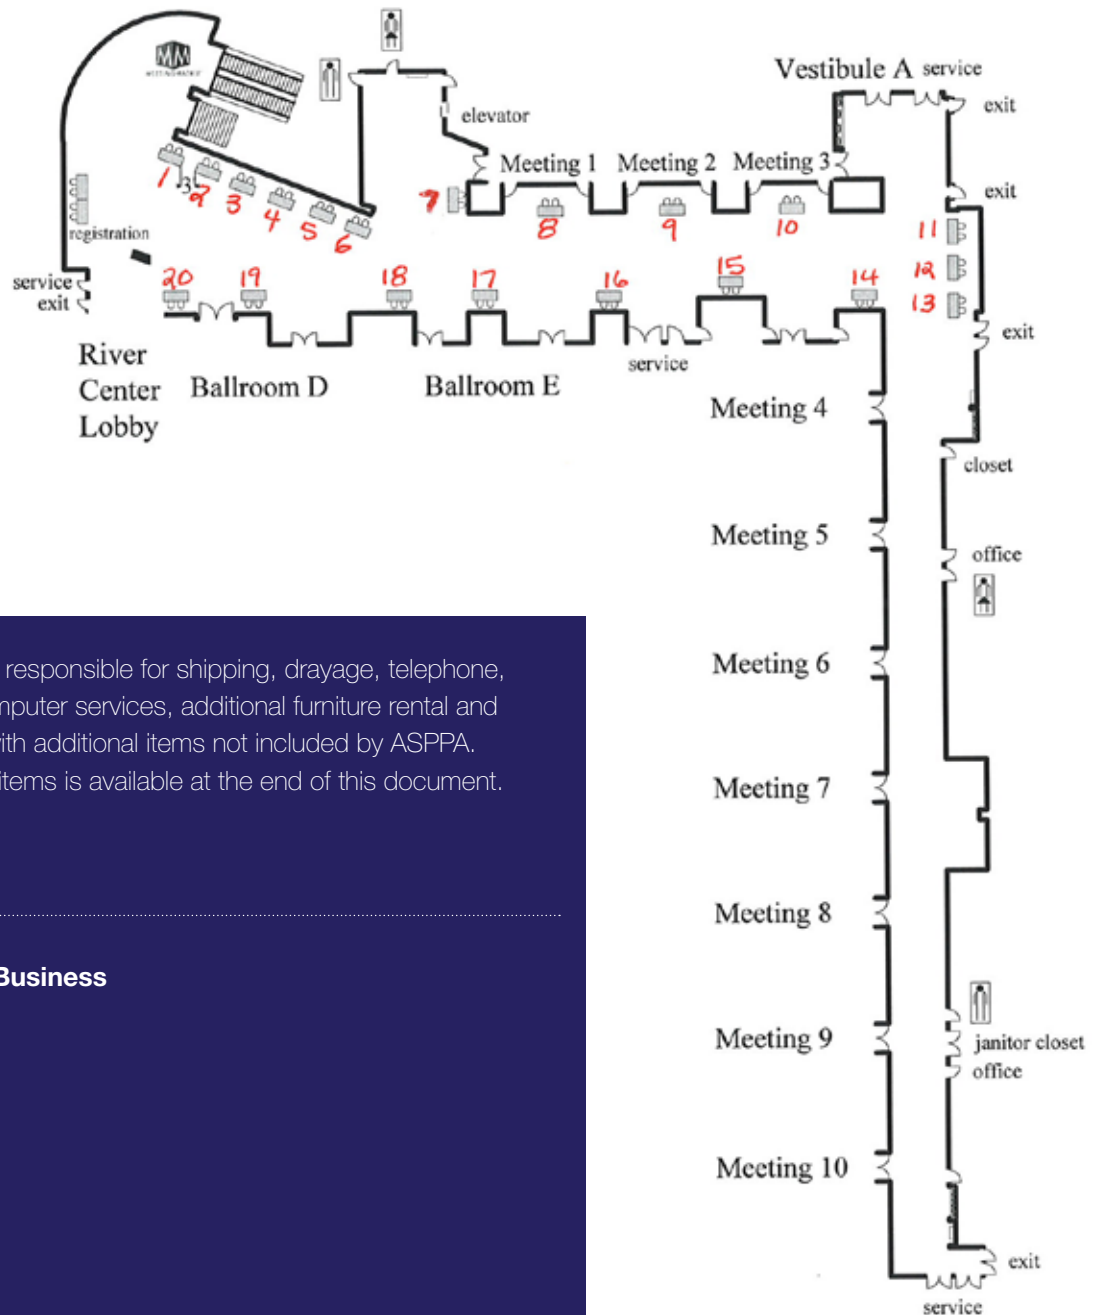 Vestibule A
service
exit
elevator
Meeting 1
Meeting 2
Meeting 3
exit
1
3'
2
3
4
5
6
7
8
9
10
11
12
13
registration
service
exit
20
19
18
17
16
15
14
exit
River
Center
Lobby
Ballroom D
Ballroom E
service
Meeting 4
closet
Meeting 5
office
Meeting 6
responsible for shipping, drayage, telephone,
mputer services, additional furniture rental and
with additional items not included by ASPPA.
items is available at the end of this document.
Meeting 7
Meeting 8
Business
Meeting 9
janitor closet
office
Meeting 10
exit
service